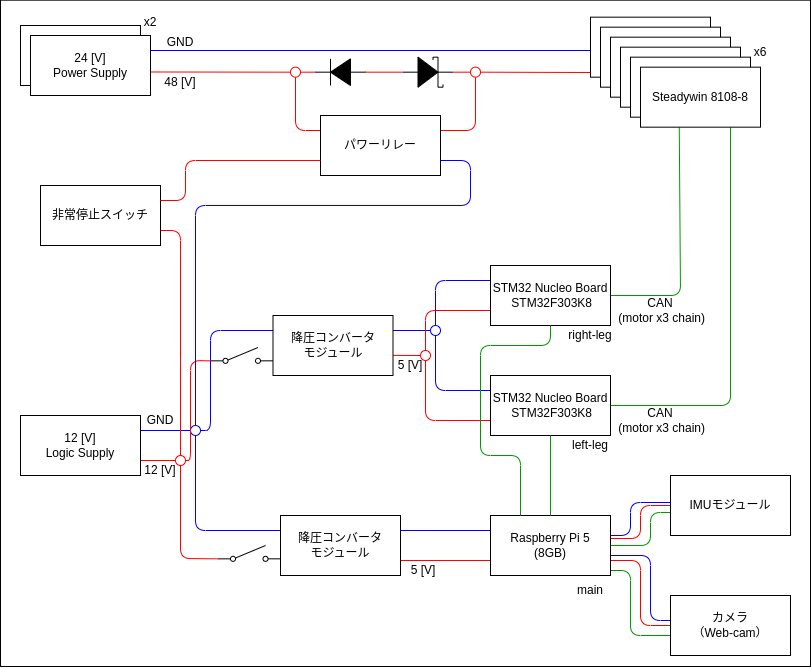 x2
GND
24 [V]
Power Supply
48 [V]
x6
Steadywin 8108-8
パワーリレー
非常停止スイッチ
STM32 Nucleo Board
STM32F303K8
CAN
(motor x3 chain)
right-leg
降圧コンバータ
モジュール
5 [V]
STM32 Nucleo Board
STM32F303K8
CAN
(motor x3 chain)
left-leg
GND
12 [V]
Logic Supply
12 [V]
IMUモジュール
降圧コンバータ
モジュール
5 [V]
Raspberry Pi 5
(8GB)
main
カメラ
（Web-cam）